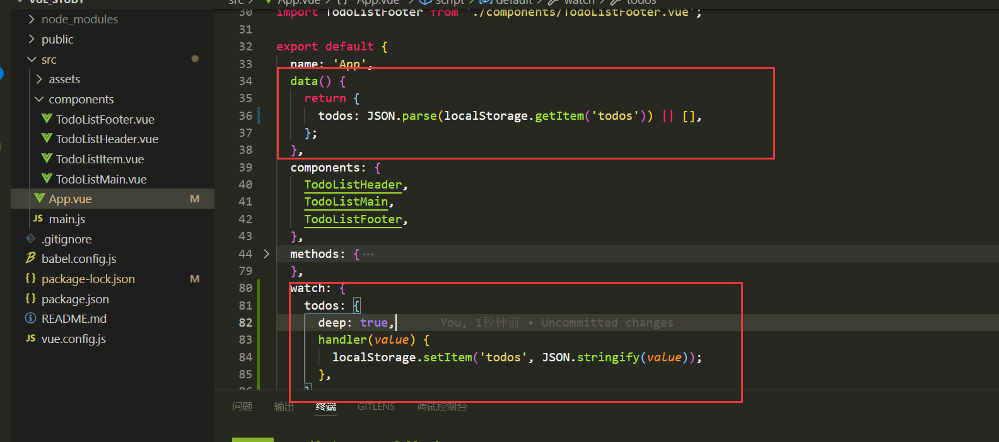 VUE_STUDY
node_modules
public
src
assets
components
TodoListFooter.vue
TodoListHeader.vue
TodoListItem.vue
TodoListMain.vue
App.vue M
JS main.js
.gitignore
babel.config.js
{} package-lock.json M
{} package.json
README.md
JS vue.config.js
src > App.vue > {} App.vue > script > default > watch > todos
30 import TodoListFooter from './components/TodoListFooter.vue';
31
32 export default {
33 name: 'App',
34 data() {
35 return {
36 todos: JSON.parse(localStorage.getItem('todos')) || [],
37 };
38 },
39 components: {
40 TodoListHeader,
41 TodoListMain,
42 TodoListFooter,
43 },
44 methods: { ···
79 },
80 watch: {
81 todos: {
82 deep: true, You, 1秒钟前 • Uncommitted changes
83 handler(value) {
84 localStorage.setItem('todos', JSON.stringify(value));
85 },
86 }
问题 输出 终端 GITLENS 调试控制台